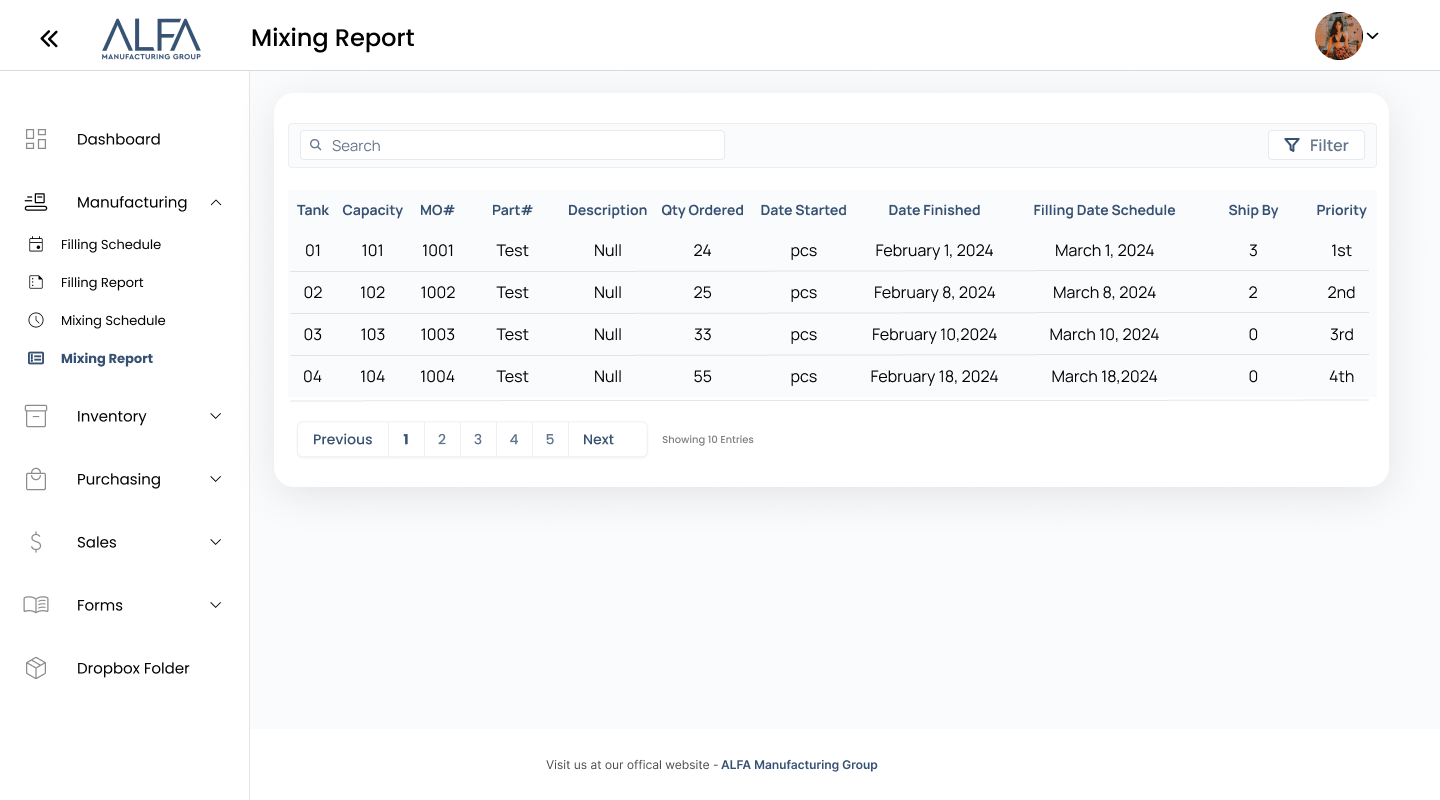 ALFA
MANUFACTURING GROUP
Mixing Report
Dashboard
Manufacturing
Filling Schedule
Filling Report
Mixing Schedule
Mixing Report
Inventory
Purchasing
Sales
Forms
Dropbox Folder
Search
Filter
Tank Capacity MO# Part# Description Qty Ordered Date Started Date Finished Filling Date Schedule Ship By Priority
01 101 1001 Test Null 24 pcs February 1, 2024 March 1, 2024 3 1st
02 102 1002 Test Null 25 pcs February 8, 2024 March 8, 2024 2 2nd
03 103 1003 Test Null 33 pcs February 10,2024 March 10, 2024 0 3rd
04 104 1004 Test Null 55 pcs February 18, 2024 March 18,2024 0 4th
Previous 1 2 3 4 5 Next Showing 10 Entries
Visit us at our offical website - ALFA Manufacturing Group